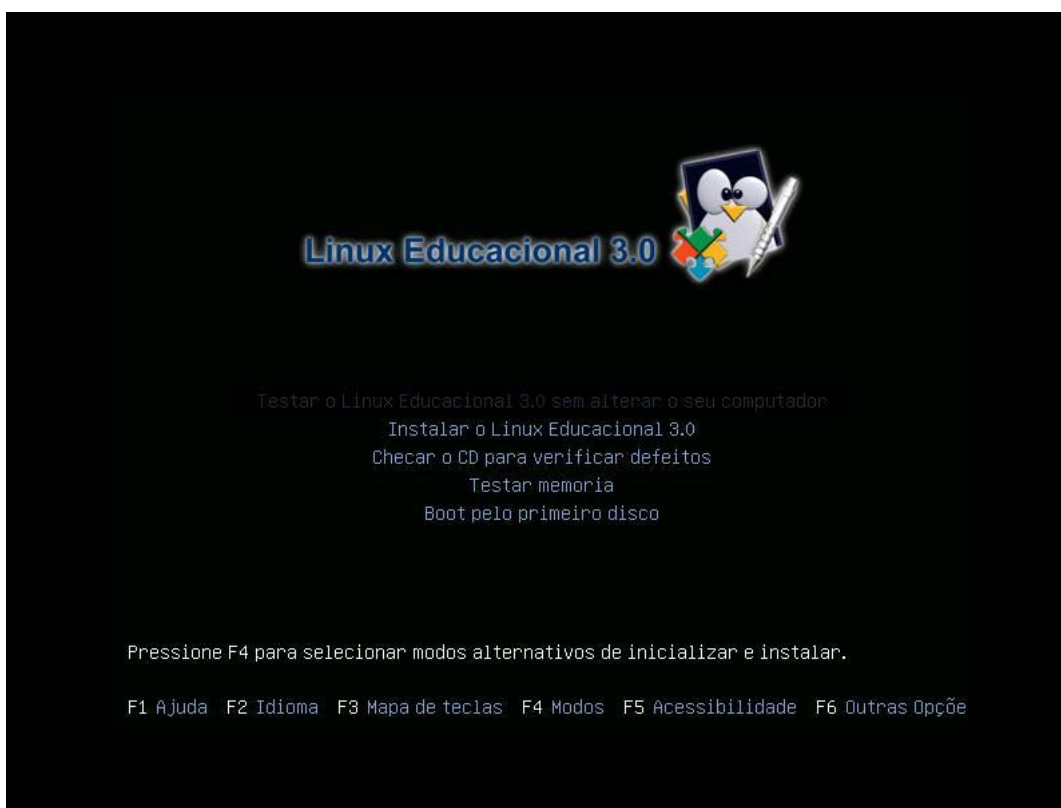 Linux Educacional 3.0
Testar o Linux Educacional 3.0 sem alterar o seu computador
Instalar o Linux Educacional 3.0
Checar o CD para verificar defeitos
Testar memoria
Boot pelo primeiro disco
Pressione F4 para selecionar modos alternativos de inicializar e instalar.
F1 Ajuda F2 Idioma F3 Mapa de teclas F4 Modos F5 Acessibilidade F6 Outras Opçõe